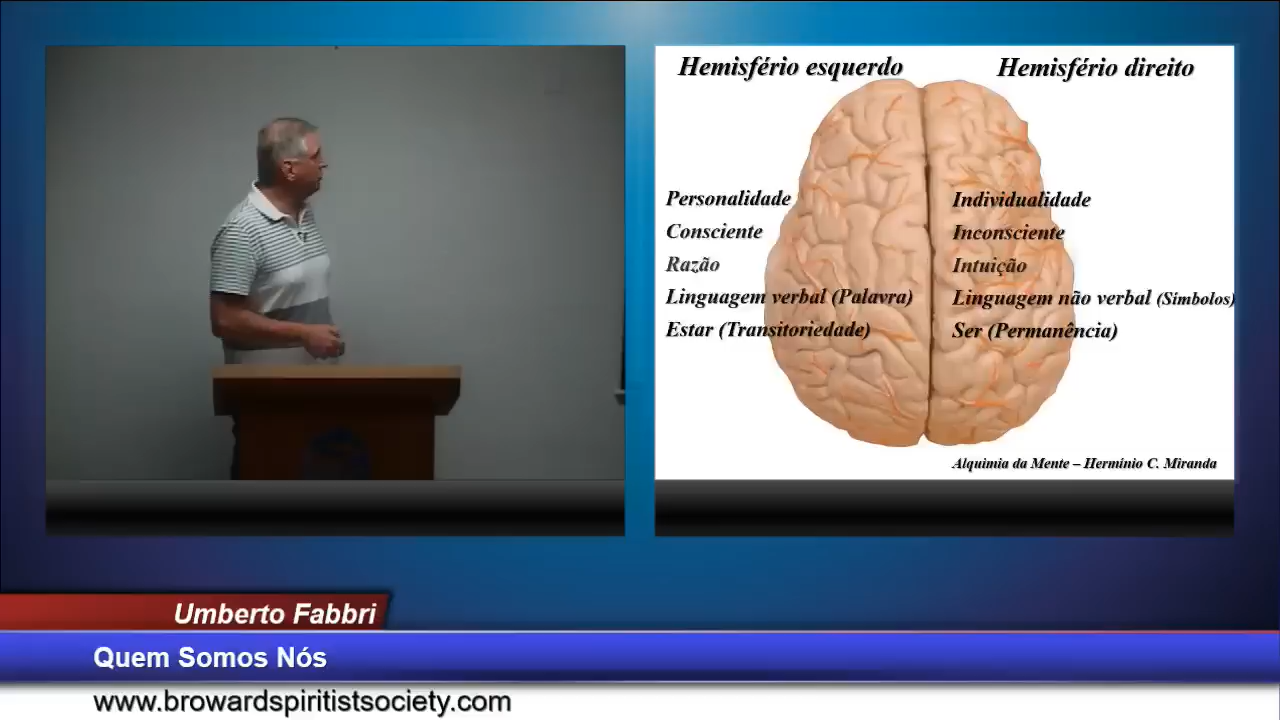 Hemisfério esquerdo
Hemisfério direito
Personalidade
Individualidade
Consciente
Inconsciente
Razão
Intuição
Linguagem verbal (Palavra)
Linguagem não verbal (Símbolos)
Estar (Transitoriedade)
Ser (Permanência)
Alquimia da Mente – Hermínio C. Miranda
Umberto Fabbri
Quem Somos Nós
www.browardspiritistsociety.com